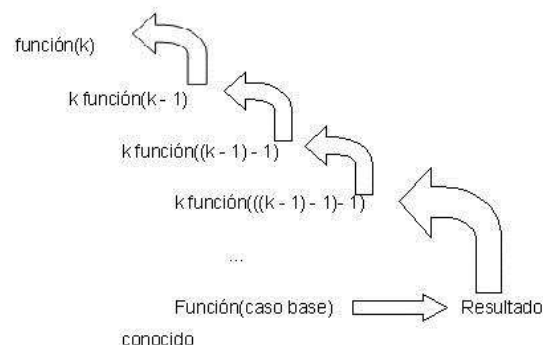 función(k)
k función(k - 1)
k función((k - 1) - 1)
k función(((k - 1) - 1)- 1)
...
Función(caso base) Resultado
conocido